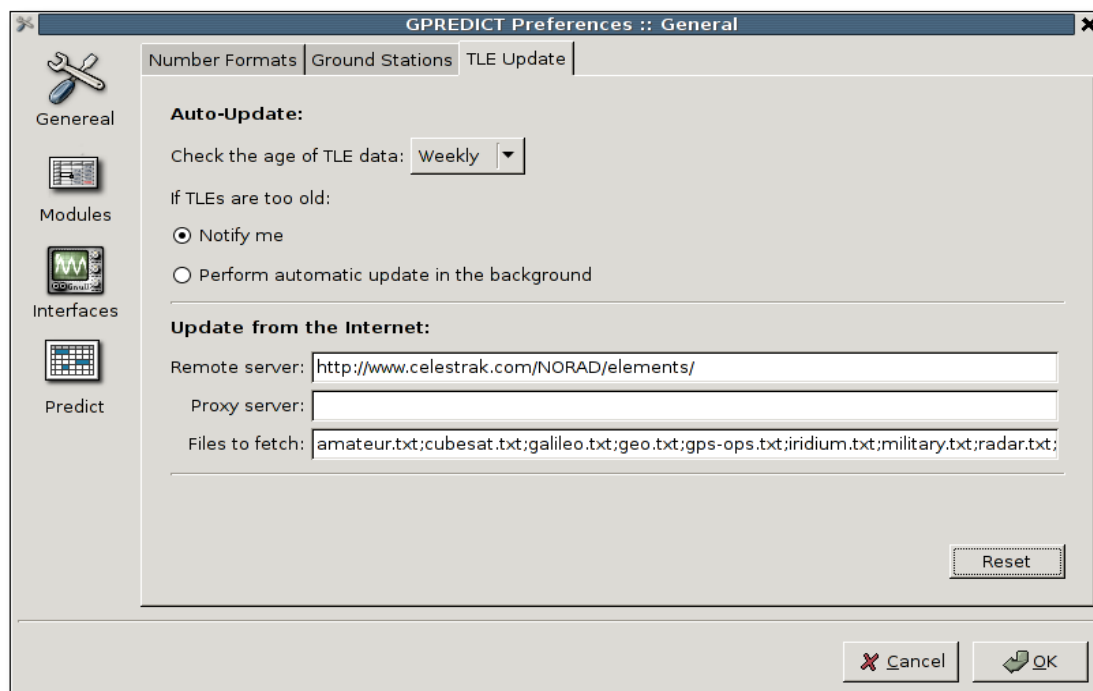 GPREDICT Preferences :: General
Genereal
Modules
Interfaces
Predict
Number Formats
Ground Stations
TLE Update
Auto-Update:
Check the age of TLE data: Weekly
If TLEs are too old:
Notify me
Perform automatic update in the background
Update from the Internet:
Remote server: http://www.celestrak.com/NORAD/elements/
Proxy server:
Files to fetch: amateur.txt;cubesat.txt;galileo.txt;geo.txt;gps-ops.txt;iridium.txt;military.txt;radar.txt;
Reset
Cancel
OK